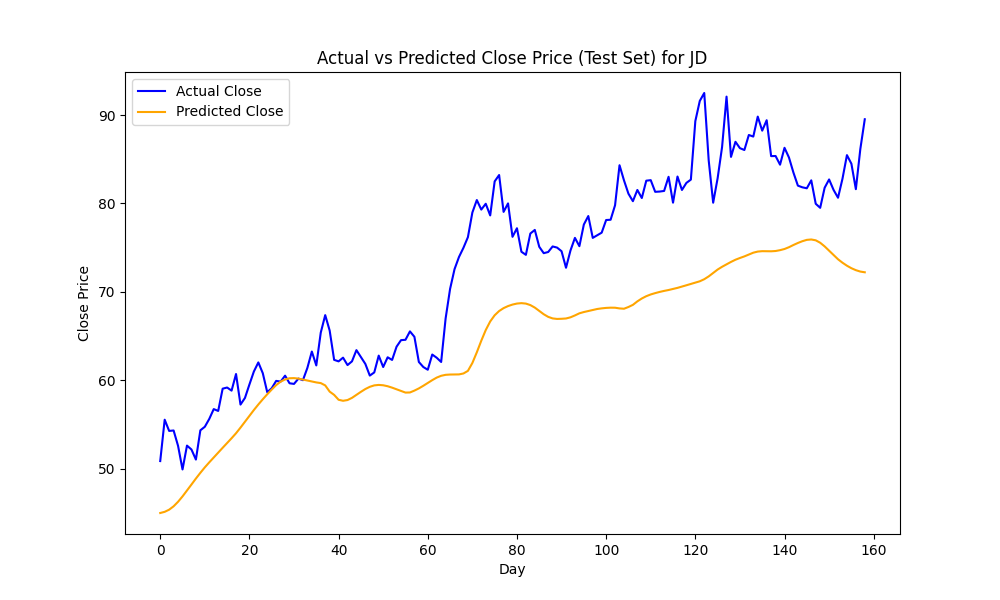 Actual vs Predicted Close Price (Test Set) for JD
Actual Close
Predicted Close
90
80
70
60
50
Close Price
0 20 40 60 80 100 120 140 160
Day